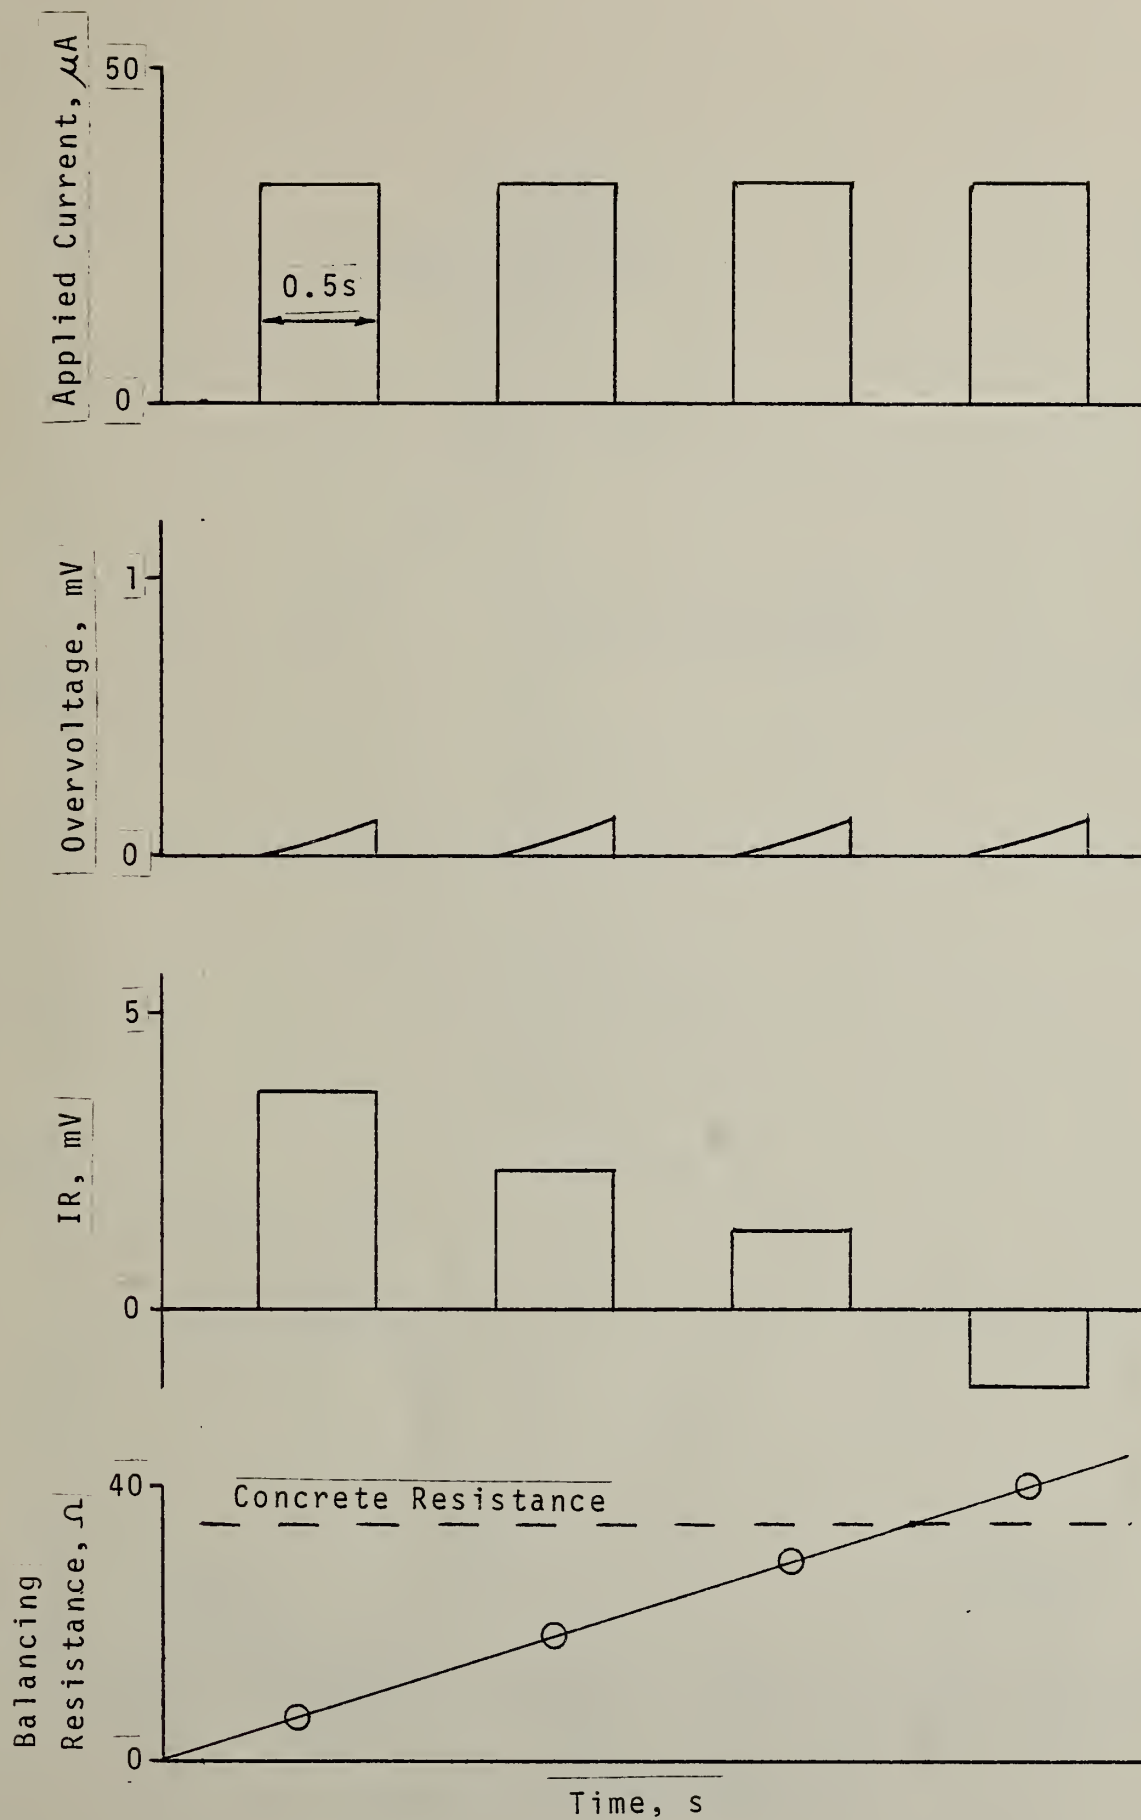 Applied Current, μA
50
0.5s
0
Overvoltage, mV
1
0
IR, mV
5
0
Balancing
Resistance, Ω
40
Concrete Resistance
0
Time, s